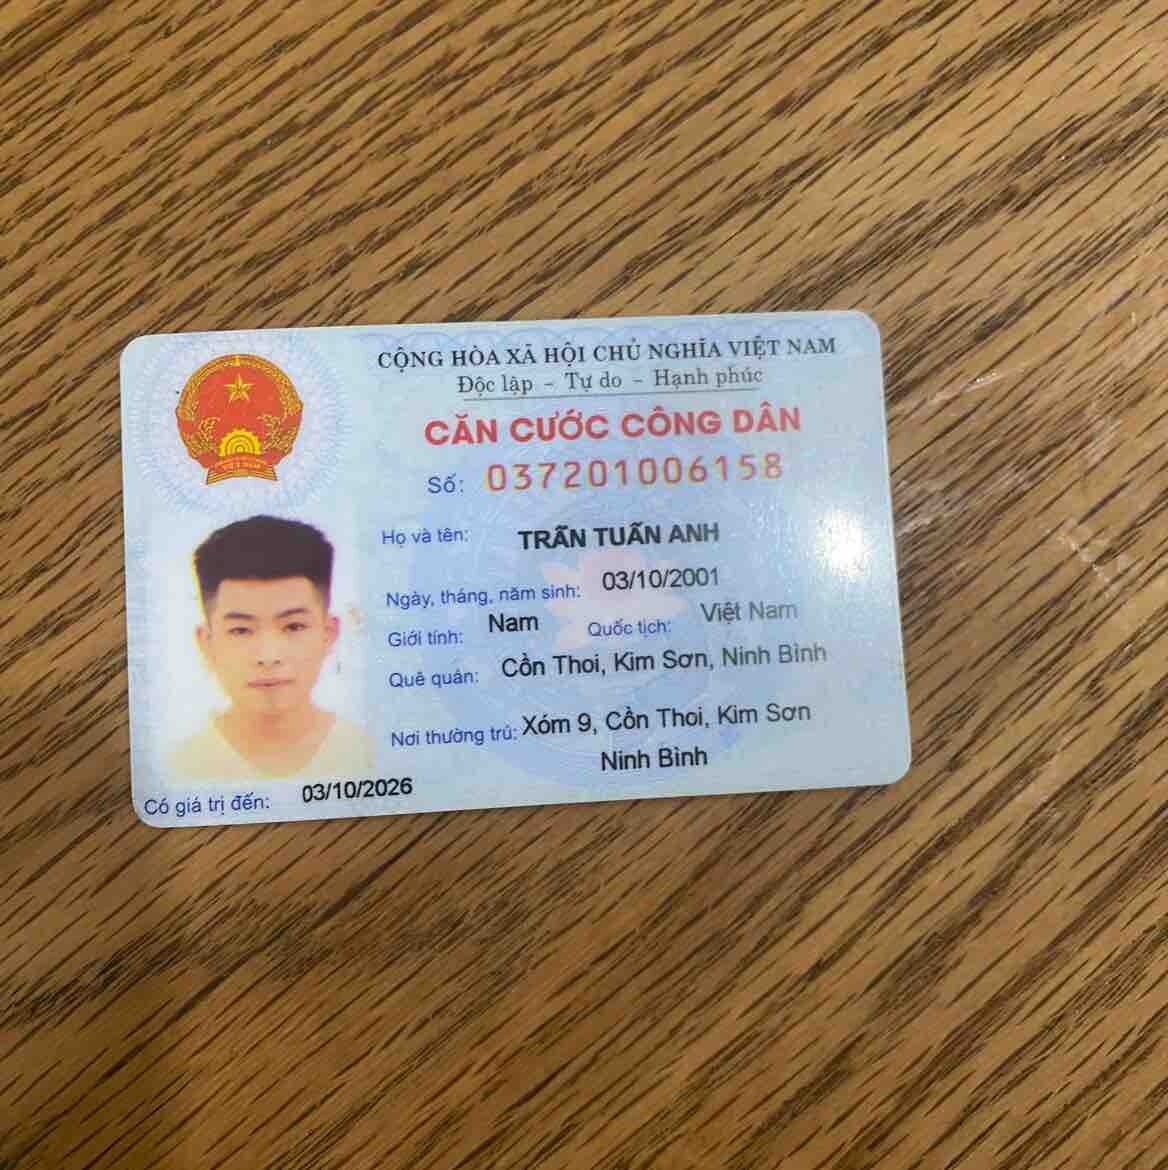 CỘNG HÒA XÃ HỘI CHỦ NGHĨA VIỆT NAM
Độc lập - Tự do - Hạnh phúc
CĂN CƯỚC CÔNG DÂN
Số: 037201006158
Họ và tên: TRẦN TUẤN ANH
Ngày, tháng, năm sinh: 03/10/2001
Giới tính: Nam Quốc tịch: Việt Nam
Quê quán: Cồn Thoi, Kim Sơn, Ninh Bình
Nơi thường trú: Xóm 9, Cồn Thoi, Kim Sơn
Ninh Bình
Có giá trị đến: 03/10/2026
VIỆT NAM